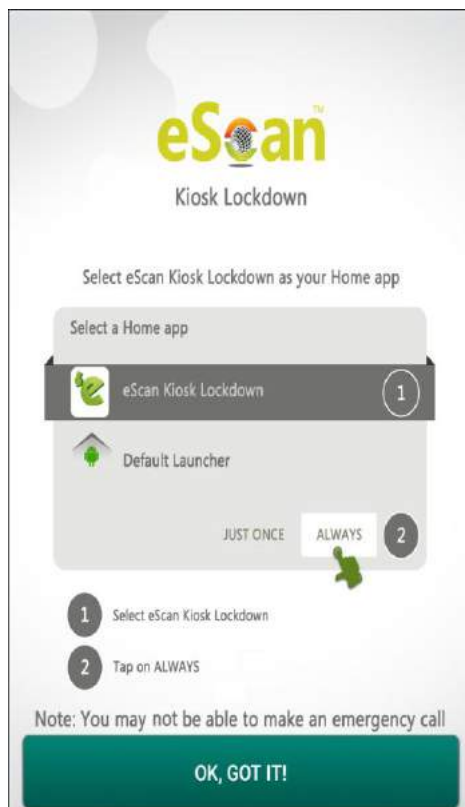 eScan™
Kiosk Lockdown
Select eScan Kiosk Lockdown as your Home app
Select a Home app
eScan Kiosk Lockdown 1
Default Launcher
JUST ONCE ALWAYS 2
1 Select eScan Kiosk Lockdown
2 Tap on ALWAYS
Note: You may not be able to make an emergency call
OK, GOT IT!